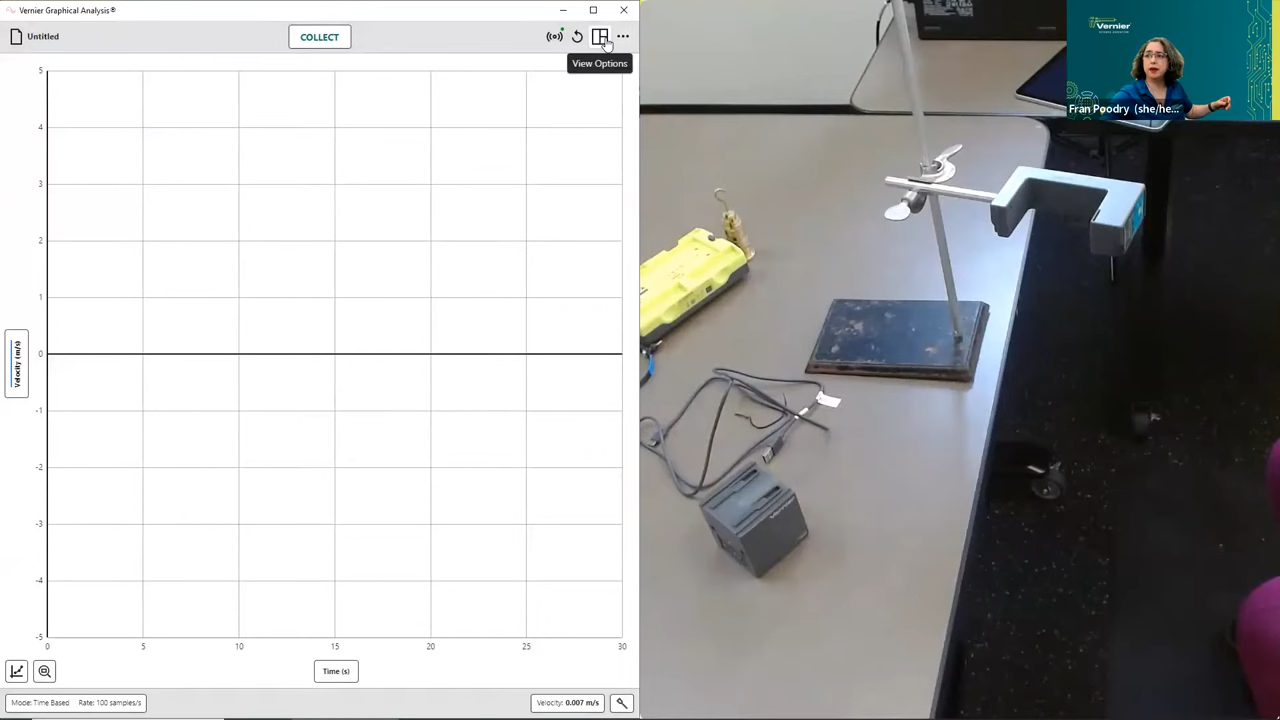 Vernier Graphical Analysis®
Untitled
COLLECT
View Options
5
4
3
2
1
0
-1
-2
-3
-4
-5
Velocity (m/s)
0
5
10
15
20
25
30
Time (s)
Mode: Time Based Rate: 100 samples/s
Velocity: 0.007 m/s
Vernier
SCIENCE EDUCATION
Fran Poodry (she/he...